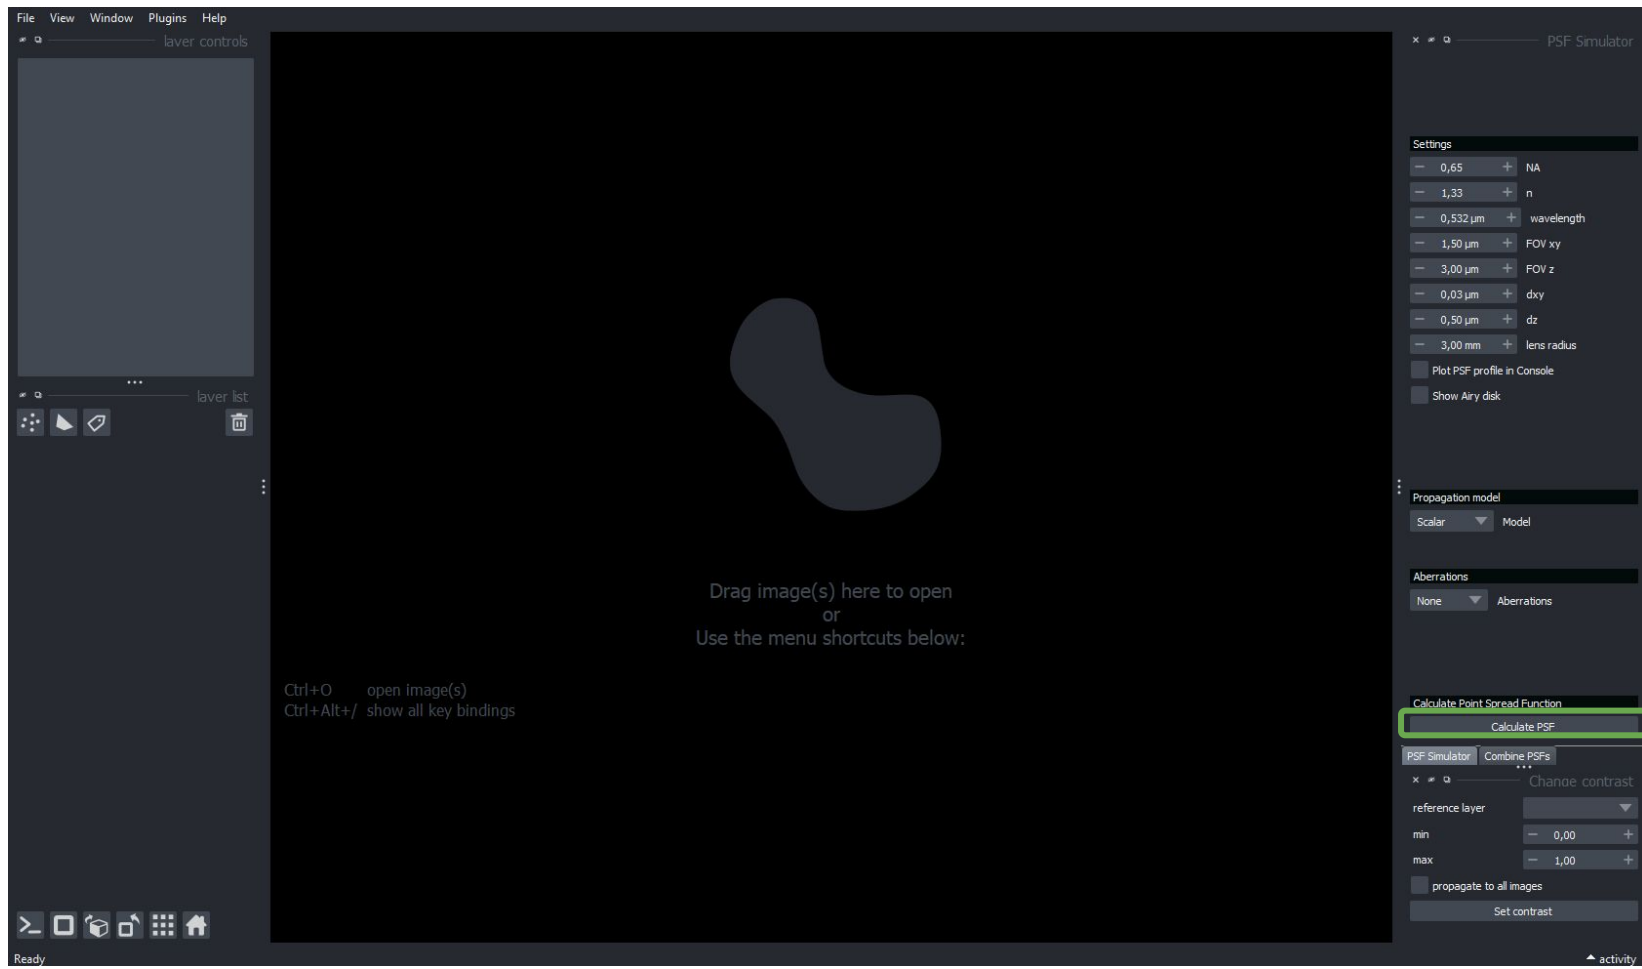 File View Window Plugins Help
layer controls
layer list
Drag image(s) here to open
or
Use the menu shortcuts below:
Ctrl+O open image(s)
Ctrl+Alt+/ show all key bindings
PSF Simulator
Settings
0,65 NA
1,33 n
0,532 µm wavelength
1,50 µm FOV xy
3,00 µm FOV z
0,03 µm dxy
0,50 µm dz
3,00 mm lens radius
Plot PSF profile in Console
Show Airy disk
Propagation model
Scalar Model
Aberrations
None Aberrations
Calculate Point Spread Function
Calculate PSF
PSF Simulator Combine PSFs
Change contrast
reference layer
min 0,00
max 1,00
propagate to all images
Set contrast
Ready
activity